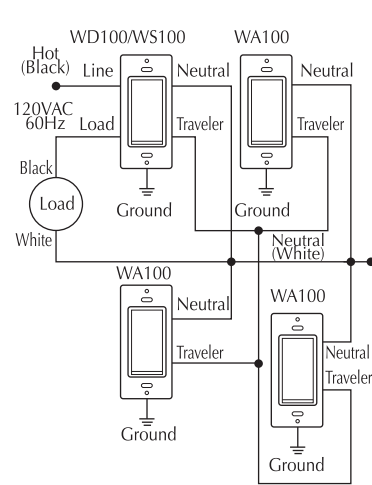 WD100/WS100
WA100
Hot
(Black)
Line
Neutral
Neutral
120VAC
60Hz
Load
Traveler
Traveler
Black
Load
White
Ground
Ground
Neutral
(White)
WA100
Neutral
Traveler
Ground
WA100
Neutral
Traveler
Ground